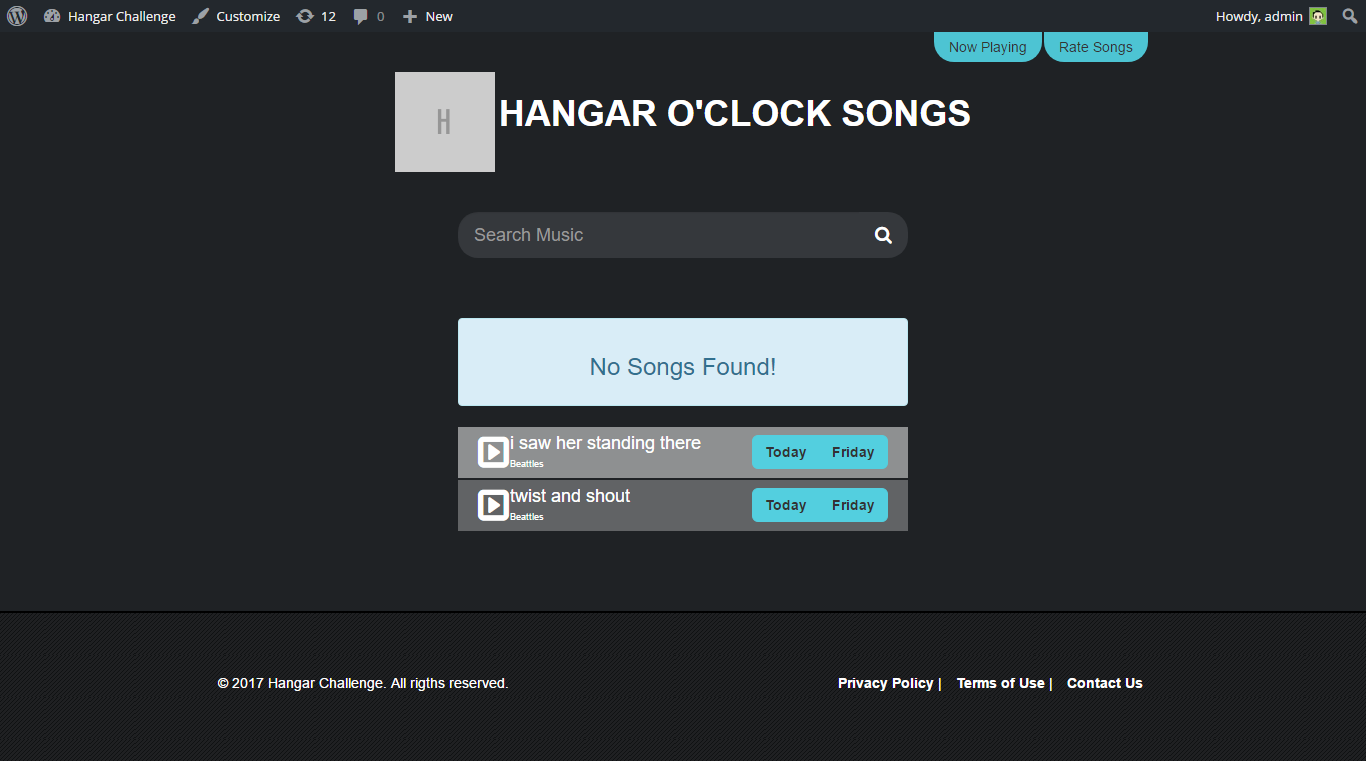 Hangar Challenge Customize 12 0 New Howdy, admin
Now Playing Rate Songs
H HANGAR O'CLOCK SONGS
Search Music
No Songs Found!
i saw her standing there
Beattles
Today Friday
twist and shout
Beattles
Today Friday
© 2017 Hangar Challenge. All rigths reserved. Privacy Policy | Terms of Use | Contact Us